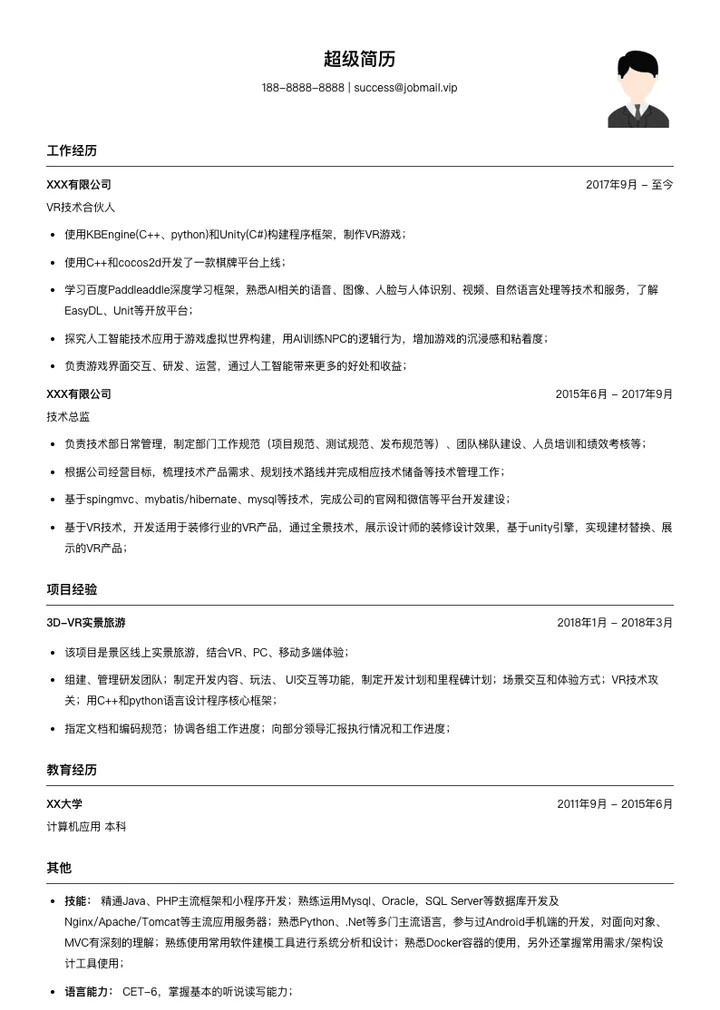 超级简历
188-8888-8888 | success@jobmail.vip
工作经历
XXX有限公司 2017年9月 – 至今
VR技术合伙人
• 使用KBEngine(C++、python)和Unity(C#)构建程序框架，制作VR游戏；
• 使用C++和cocos2d开发了一款棋牌平台上线；
• 学习百度Paddleaddle深度学习框架，熟悉AI相关的语音、图像、人脸与人体识别、视频、自然语言处理等技术和服务，了解
EasyDL、Unit等开放平台；
• 探究人工智能技术应用于游戏虚拟世界构建，用AI训练NPC的逻辑行为，增加游戏的沉浸感和粘着度；
• 负责游戏界面交互、研发、运营，通过人工智能带来更多的好处和收益；
XXX有限公司 2015年6月 – 2017年9月
技术总监
• 负责技术部日常管理，制定部门工作规范（项目规范、测试规范、发布规范等）、团队梯队建设、人员培训和绩效考核等；
• 根据公司经营目标，梳理技术产品需求、规划技术路线并完成相应技术储备等技术管理工作；
• 基于spingmvc、mybatis/hibernate、mysql等技术，完成公司的官网和微信等平台开发建设；
• 基于VR技术，开发适用于装修行业的VR产品，通过全景技术，展示设计师的装修设计效果，基于unity引擎，实现建材替换、展
示的VR产品；
项目经验
3D-VR实景旅游 2018年1月 – 2018年3月
• 该项目是景区线上实景旅游，结合VR、PC、移动多端体验；
• 组建、管理研发团队；制定开发内容、玩法、 UI交互等功能，制定开发计划和里程碑计划；场景交互和体验方式；VR技术攻
关；用C++和python语言设计程序核心框架；
• 指定文档和编码规范；协调各组工作进度；向部分领导汇报执行情况和工作进度；
教育经历
XX大学 2011年9月 – 2015年6月
计算机应用 本科
其他
• 技能： 精通Java、PHP主流框架和小程序开发；熟练运用Mysql、Oracle，SQL Server等数据库开发及
Nginx/Apache/Tomcat等主流应用服务器；熟悉Python、.Net等多门主流语言，参与过Android手机端的开发，对面向对象、
MVC有深刻的理解；熟练使用常用软件建模工具进行系统分析和设计；熟悉Docker容器的使用，另外还掌握常用需求/架构设
计工具使用；
• 语言能力： CET-6，掌握基本的听说读写能力；